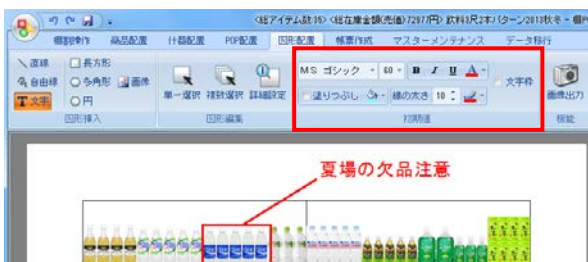 <総アイテム数:35> <総在庫金額(売価):72977円> 飲料3尺2本パターン2013秋冬 - 棚P
棚割操作 商品配置 什器配置 POP配置 図形配置 帳票作成 マスターメンテナンス データ移行
直線 長方形
自由線 多角形 画像
文字 円
単一選択 複数選択 詳細設定
MS ゴシック 60 B I U A
塗りつぶし 線の太さ 10
文字枠
画像出力
図形挿入 図形編集 初期値 機能
夏場の欠品注意